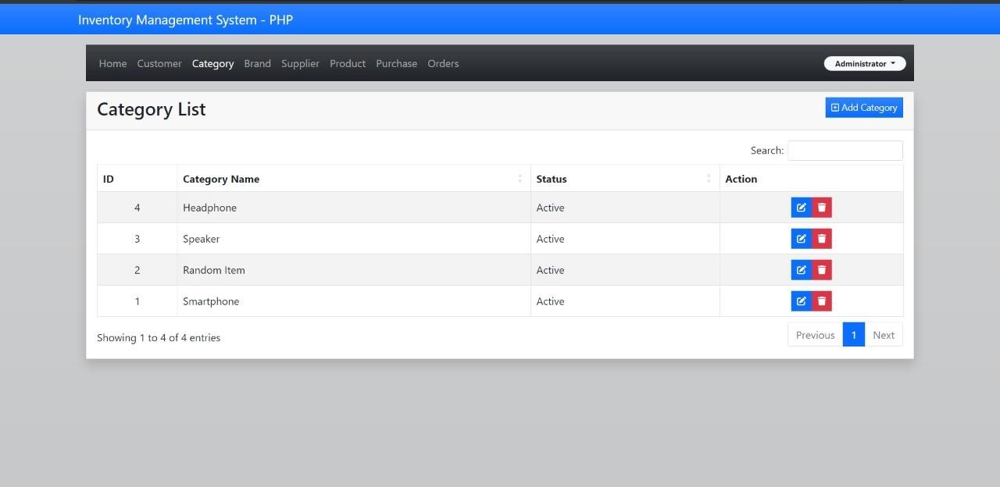 Inventory Management System - PHP
Home Customer Category Brand Supplier Product Purchase Orders Administrator
Category List Add Category
Search:
ID Category Name Status Action
4 Headphone Active
3 Speaker Active
2 Random Item Active
1 Smartphone Active
Showing 1 to 4 of 4 entries Previous 1 Next